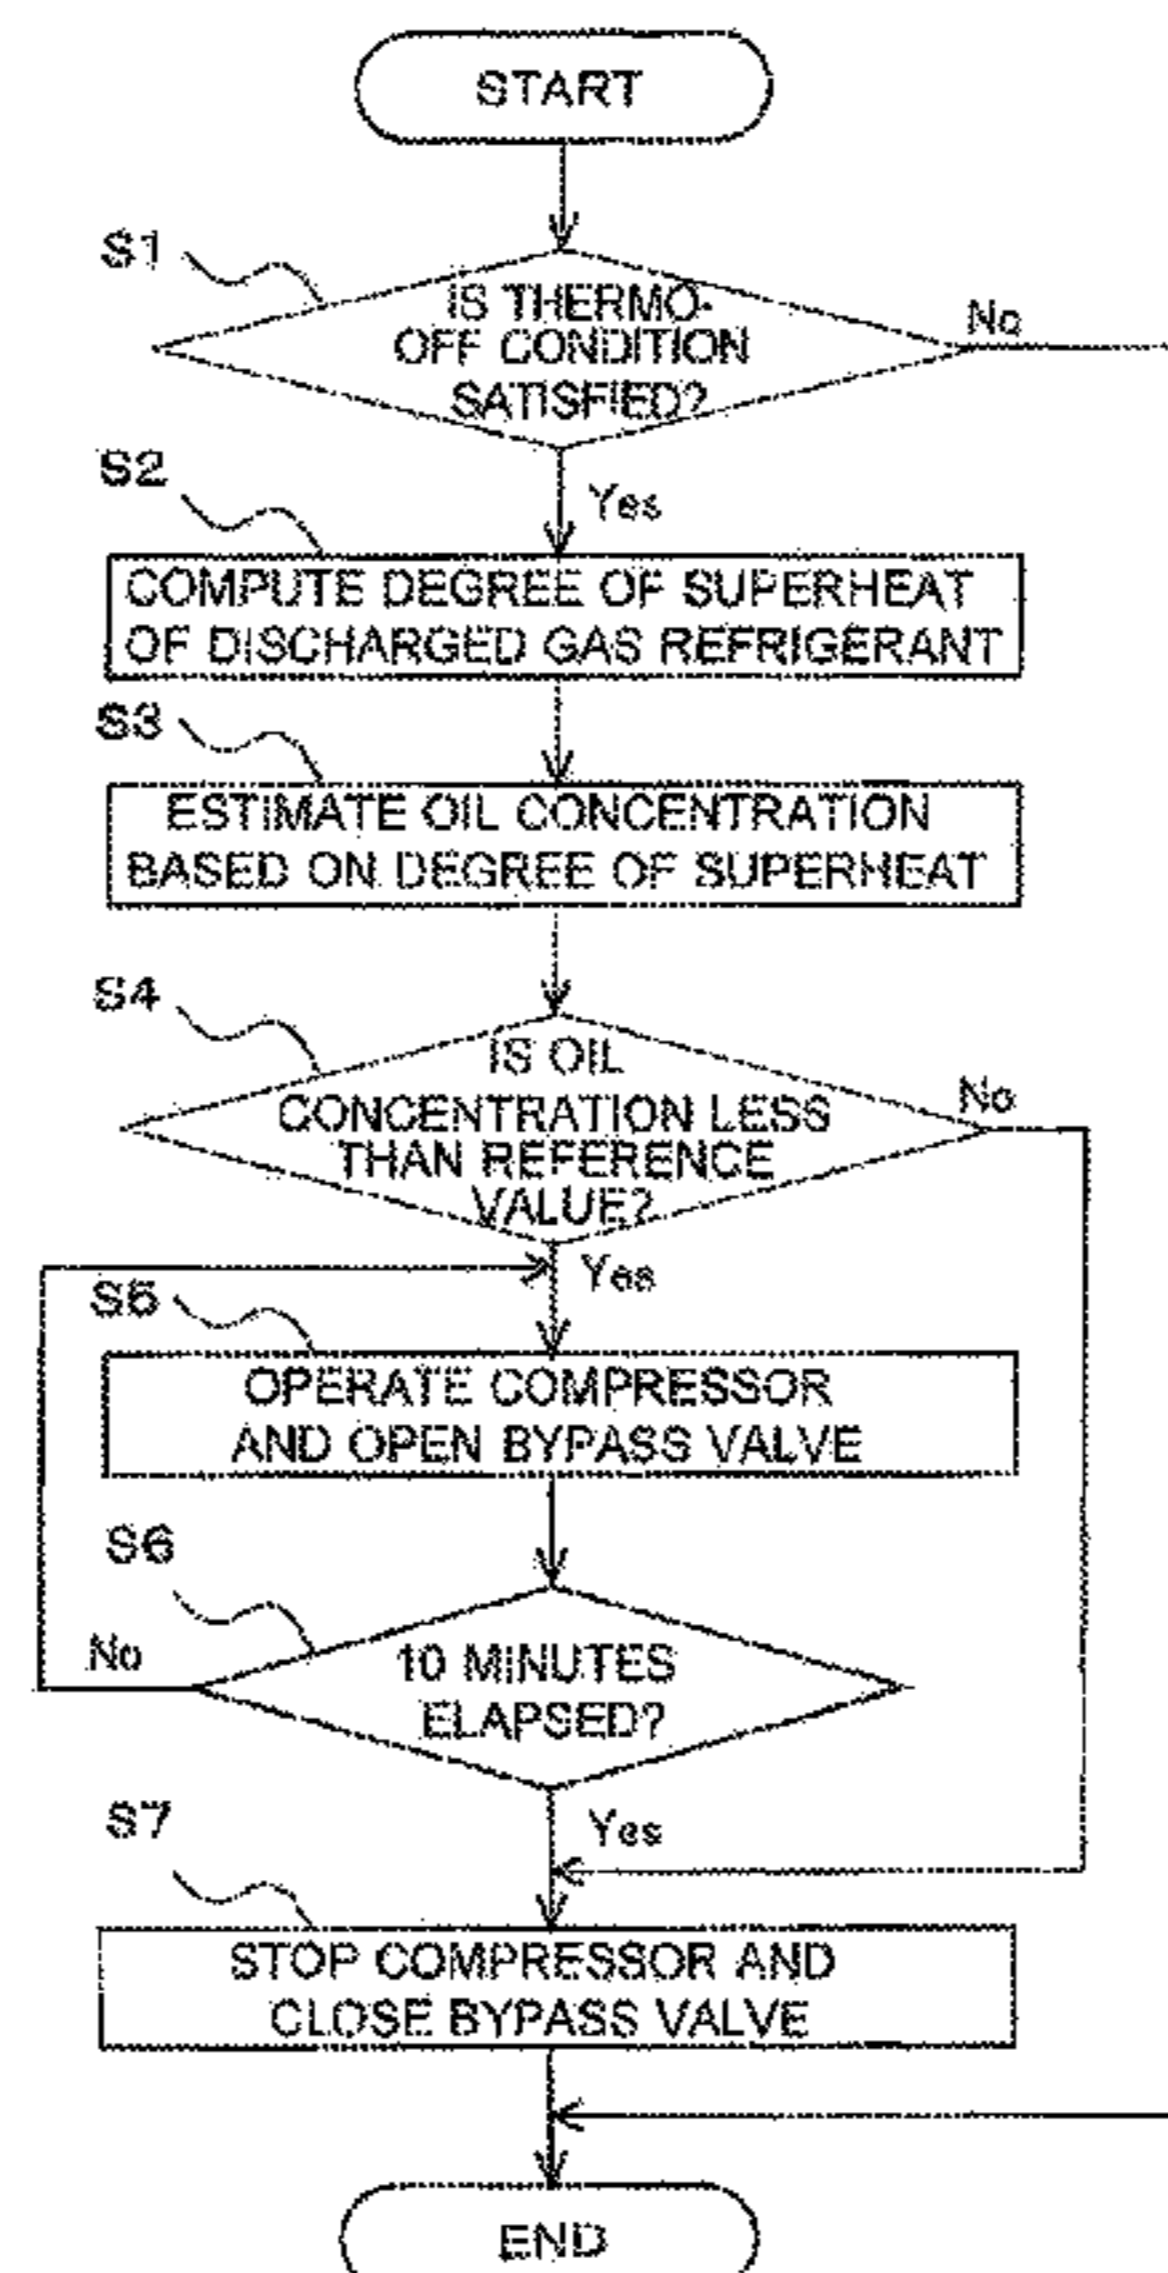 START
S1
IS THERMO-
OFF CONDITION
SATISFIED?
No
S2
Yes
COMPUTE DEGREE OF SUPERHEAT
OF DISCHARGED GAS REFRIGERANT
S3
ESTIMATE OIL CONCENTRATION
BASED ON DEGREE OF SUPERHEAT
S4
IS OIL
CONCENTRATION LESS
THAN REFERENCE
VALUE?
No
Yes
S5
OPERATE COMPRESSOR
AND OPEN BYPASS VALVE
S6
No
10 MINUTES
ELAPSED?
S7
Yes
STOP COMPRESSOR AND
CLOSE BYPASS VALVE
END